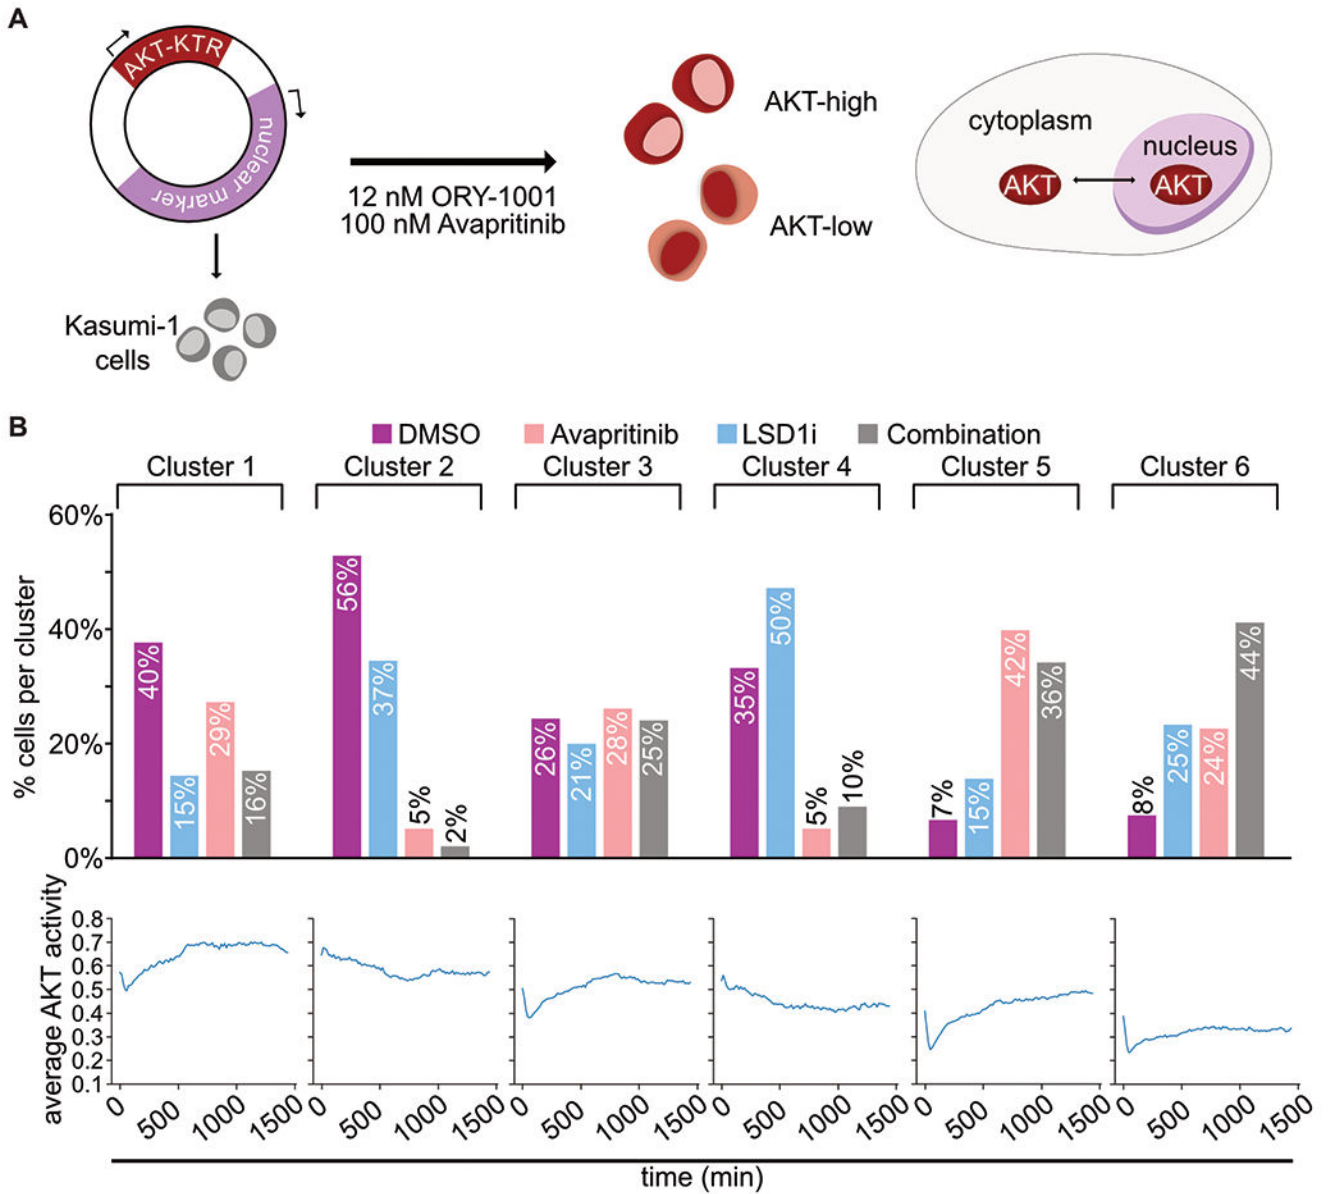 A
AKT-KTR
nuclear marker
Kasumi-1
cells
12 nM ORY-1001
100 nM Avapritinib
AKT-high
AKT-low
cytoplasm
nucleus
AKT
AKT
B
DMSO Avapritinib LSD1i Combination
Cluster 1 Cluster 2 Cluster 3 Cluster 4 Cluster 5 Cluster 6
% cells per cluster
60%
40%
20%
0%
40% 15% 29% 16%
56% 37% 5% 2%
26% 21% 28% 25%
35% 50% 5% 10%
7% 15% 42% 36%
8% 25% 24% 44%
average AKT activity
0.8
0.7
0.6
0.5
0.4
0.3
0.2
0.1
0 500 1000 1500 0 500 1000 1500 0 500 1000 1500 0 500 1000 1500 0 500 1000 1500 0 500 1000 1500
time (min)